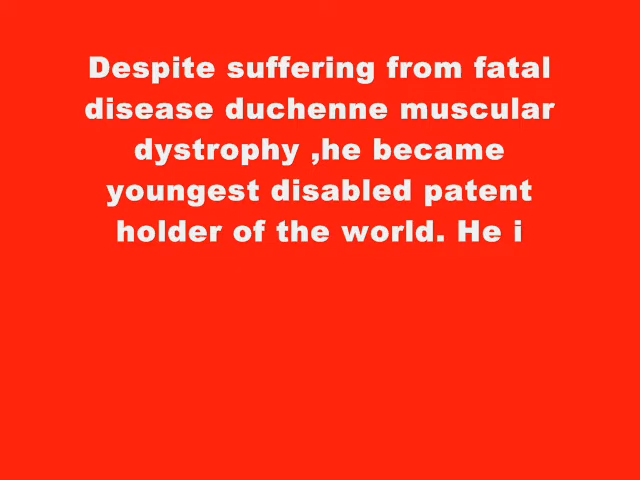 Despite suffering from fatal
disease duchenne muscular
dystrophy ,he became
youngest disabled patent
holder of the world. He i